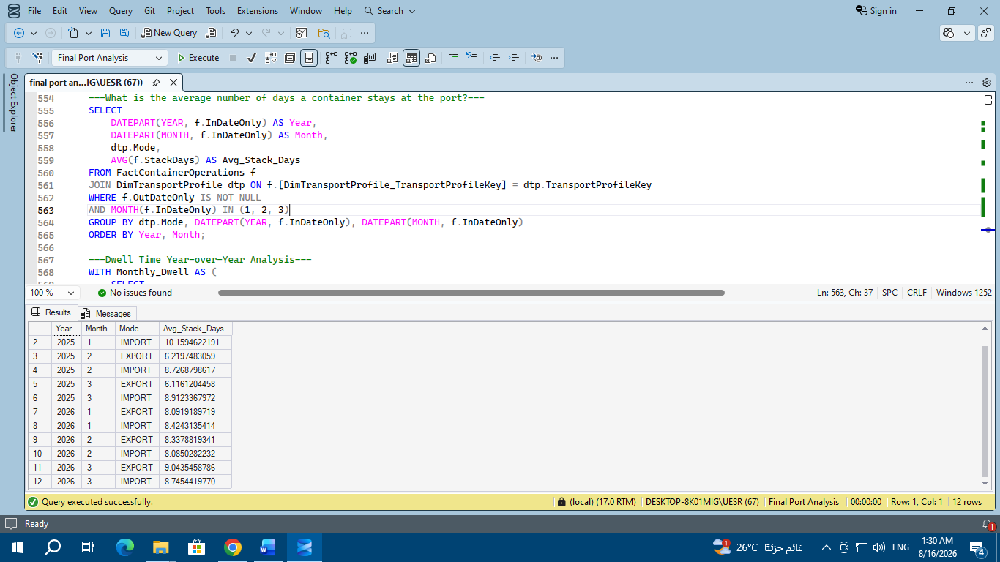 File Edit View Query Git Project Tools Extensions Window Help Search Sign in
New Query
Final Port Analysis Execute
Object Explorer
final port an...IG\UESR (67))
554 ---What is the average number of days a container stays at the port?---
555 SELECT
556 DATEPART(YEAR, f.InDateOnly) AS Year,
557 DATEPART(MONTH, f.InDateOnly) AS Month,
558 dtp.Mode,
559 AVG(f.StackDays) AS Avg_Stack_Days
560 FROM FactContainerOperations f
561 JOIN DimTransportProfile dtp ON f.[DimTransportProfile_TransportProfileKey] = dtp.TransportProfileKey
562 WHERE f.OutDateOnly IS NOT NULL
563 AND MONTH(f.InDateOnly) IN (1, 2, 3)
564 GROUP BY dtp.Mode, DATEPART(YEAR, f.InDateOnly), DATEPART(MONTH, f.InDateOnly)
565 ORDER BY Year, Month;
566
567 ---Dwell Time Year-over-Year Analysis---
568 WITH Monthly_Dwell AS (
569 SELECT
100 % No issues found Ln: 563, Ch: 37 SPC CRLF Windows 1252
Results Messages
Year Month Mode Avg_Stack_Days
2 2025 1 IMPORT 10.1594622191
3 2025 2 EXPORT 6.2197483059
4 2025 2 IMPORT 8.7268798617
5 2025 3 EXPORT 6.1161204458
6 2025 3 IMPORT 8.9123367972
7 2026 1 EXPORT 8.0919189719
8 2026 1 IMPORT 8.4243135414
9 2026 2 EXPORT 8.3378819341
10 2026 2 IMPORT 8.0850282232
11 2026 3 EXPORT 9.0435458786
12 2026 3 IMPORT 8.7454419770
Query executed successfully. (local) (17.0 RTM) DESKTOP-8K01MIG\UESR (67) Final Port Analysis 00:00:00 Row: 1, Col: 1 12 rows
Ready 1
1 26°C غائم جزئيًا ENG 1:30 AM
8/16/2026 4